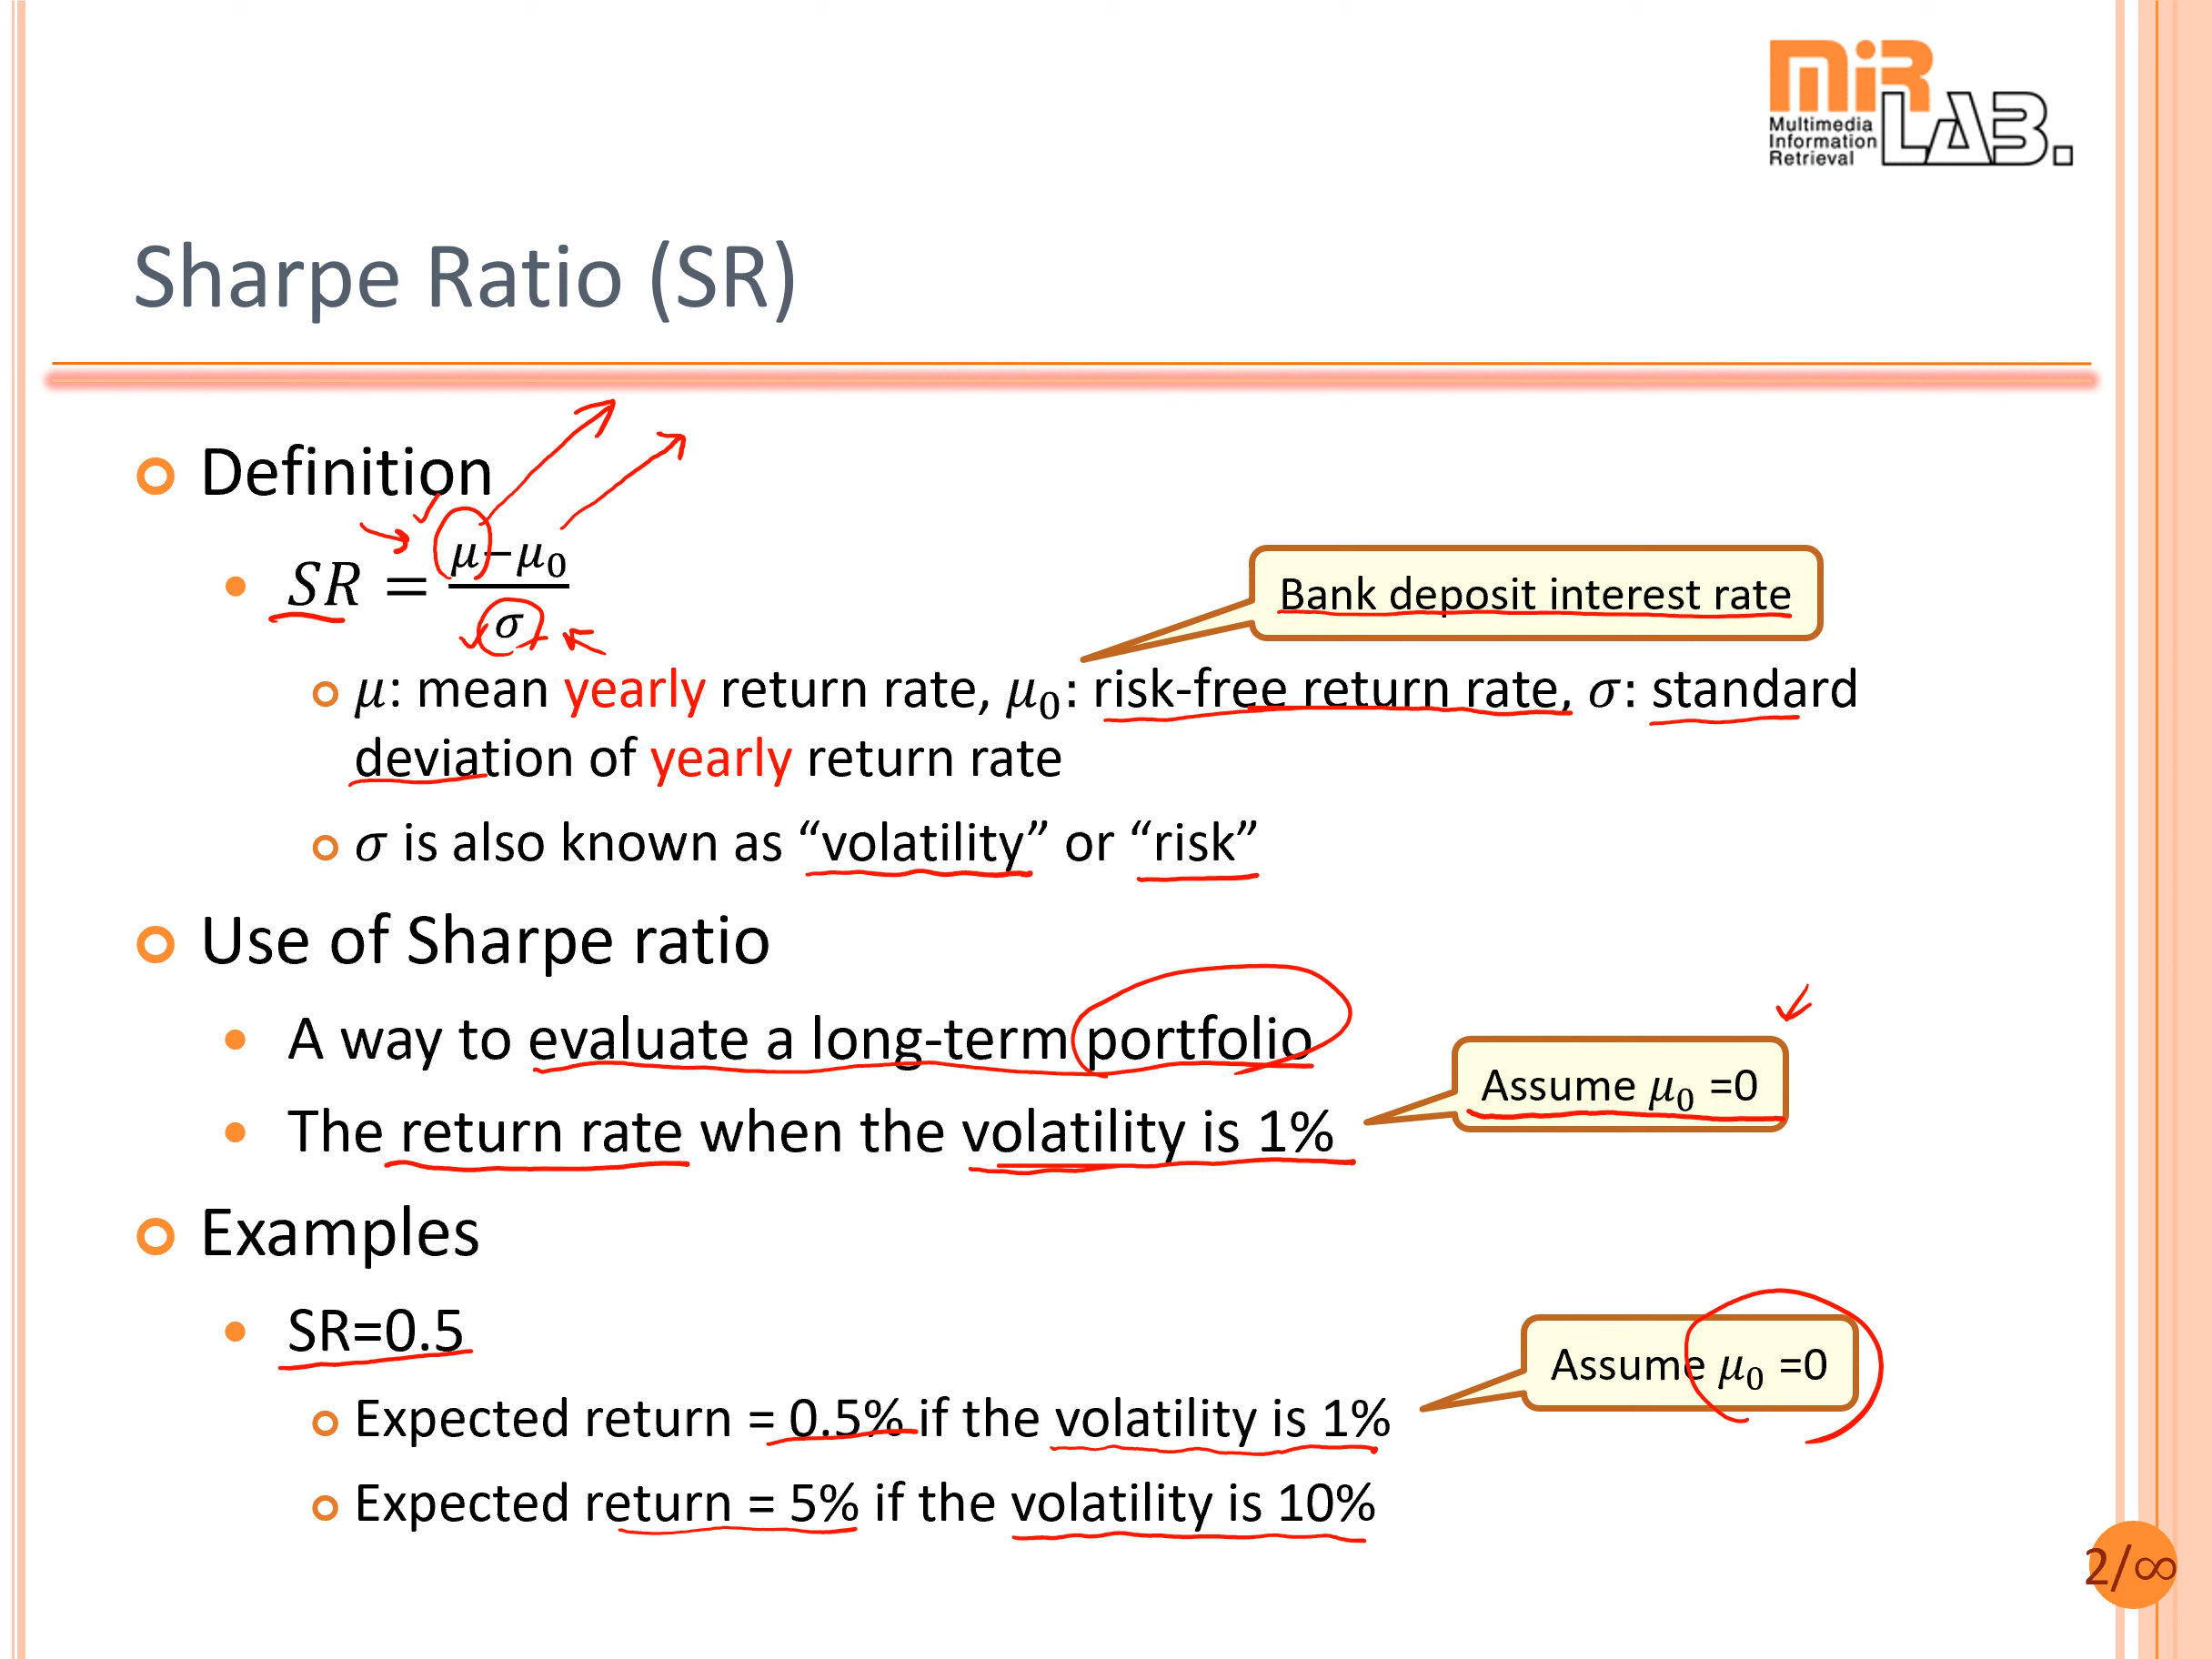 MiR LAB.
Multimedia
Information
Retrieval
Sharpe Ratio (SR)
Definition
SR = (μ−μ₀)/σ
Bank deposit interest rate
μ: mean yearly return rate, μ₀: risk-free return rate, σ: standard
deviation of yearly return rate
σ is also known as “volatility” or “risk”
Use of Sharpe ratio
A way to evaluate a long-term portfolio
Assume μ₀ =0
The return rate when the volatility is 1%
Examples
SR=0.5
Assume μ₀ =0
Expected return = 0.5% if the volatility is 1%
Expected return = 5% if the volatility is 10%
2/∞